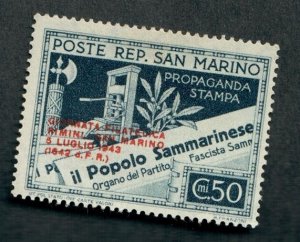 POSTE REP. SAN MARINO
PROPAGANDA
STAMPA
GIORNATA FILATELICA
RIMINI - SAN MARINO
5 LUGLIO 1943
(1642 d. F. R.)
il Popolo Sammarinese
Organo del Partito Fascista Samm
CMI 50